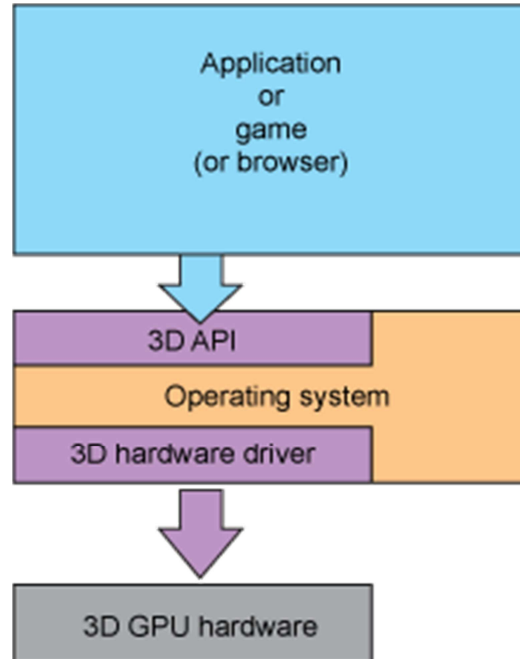 Application
or
game
(or browser)
3D API
Operating system
3D hardware driver
3D GPU hardware